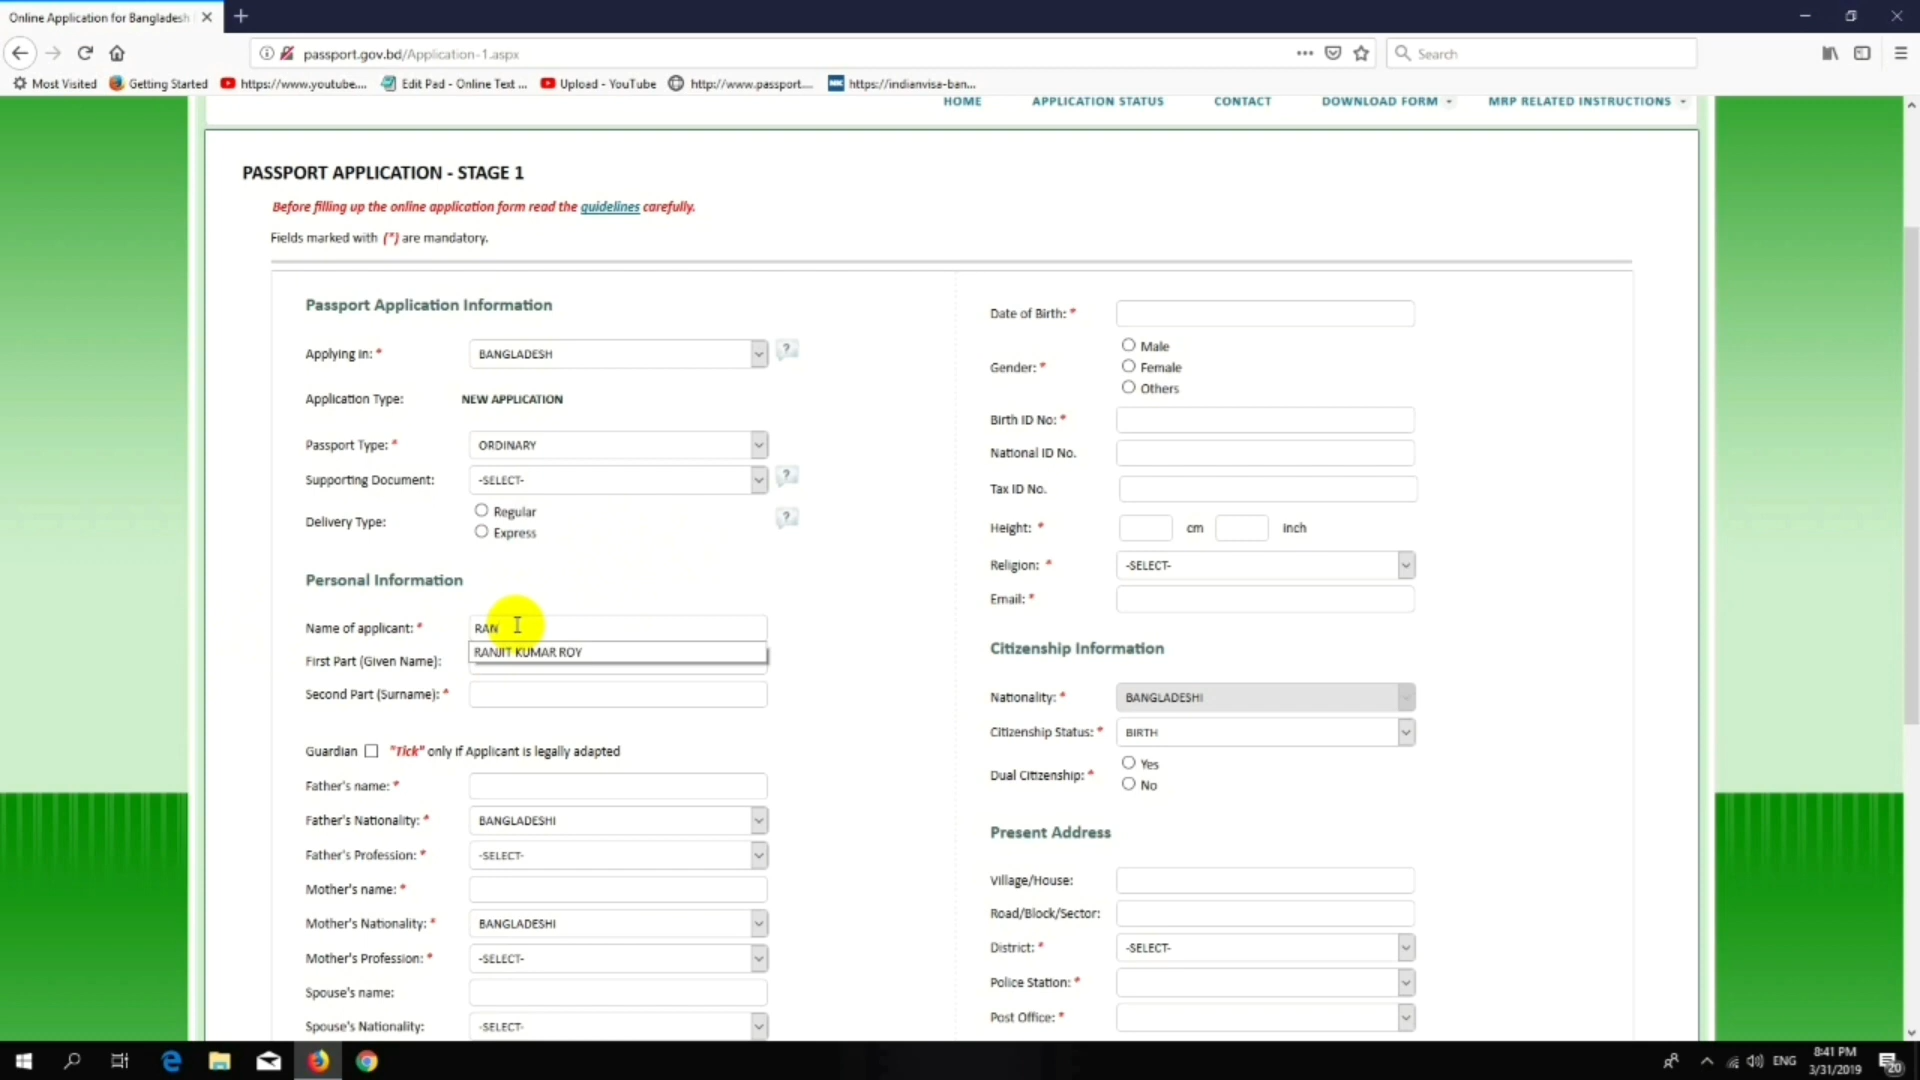 Online Application for Bangladesh
passport.gov.bd/Application-1.aspx
Search
Most Visited
Getting Started
https://www.youtube....
Edit Pad - Online Text ...
Upload - YouTube
http://www.passport....
https://indianvisa-ban...
HOME
APPLICATION STATUS
CONTACT
DOWNLOAD FORM
MRP RELATED INSTRUCTIONS
PASSPORT APPLICATION - STAGE 1
Before filling up the online application form read the guidelines carefully.
Fields marked with (*) are mandatory.
Passport Application Information
Applying in: * BANGLADESH ?
Application Type: NEW APPLICATION
Passport Type: * ORDINARY
Supporting Document: -SELECT- ?
Delivery Type: Regular ?
Express
Personal Information
Name of applicant: * RAN
RANJIT KUMAR ROY
First Part (Given Name):
Second Part (Surname): *
Guardian "Tick" only if Applicant is legally adapted
Father's name: *
Father's Nationality: * BANGLADESHI
Father's Profession: * -SELECT-
Mother's name: *
Mother's Nationality: * BANGLADESHI
Mother's Profession: * -SELECT-
Spouse's name:
Spouse's Nationality: -SELECT-
Date of Birth: *
Gender: * Male
Female
Others
Birth ID No: *
National ID No.
Tax ID No.
Height: * cm inch
Religion: * -SELECT-
Email: *
Citizenship Information
Nationality: * BANGLADESHI
Citizenship Status: * BIRTH
Dual Citizenship: * Yes
No
Present Address
Village/House:
Road/Block/Sector:
District: * -SELECT-
Police Station: *
Post Office: *
ENG
8:41 PM
3/31/2019
20